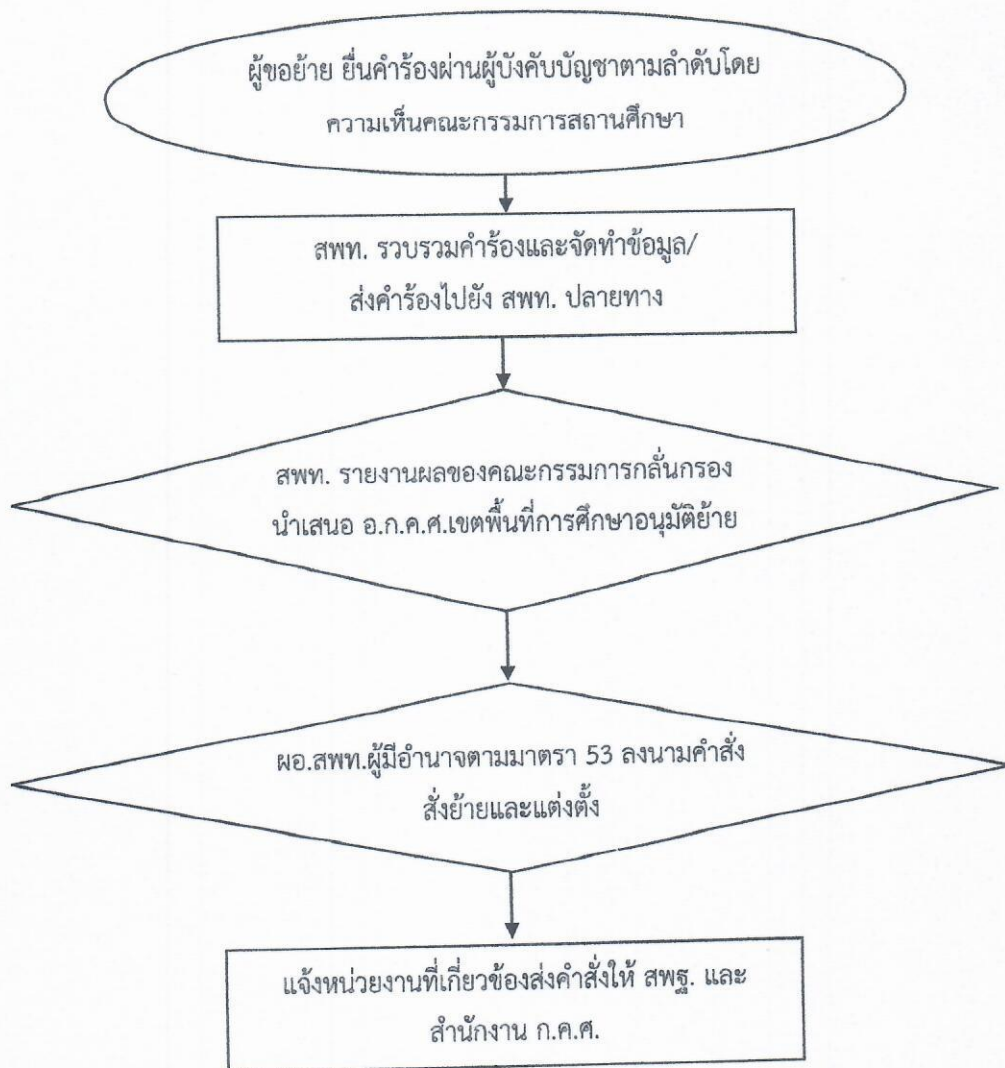 ผู้ขอย้าย ยื่นคำร้องผ่านผู้บังคับบัญชาตามลำดับโดย
ความเห็นคณะกรรมการสถานศึกษา
สพท. รวบรวมคำร้องและจัดทำข้อมูล/
ส่งคำร้องไปยัง สพท. ปลายทาง
สพท. รายงานผลของคณะกรรมการกลั่นกรอง
นำเสนอ อ.ก.ค.ศ.เขตพื้นที่การศึกษาอนุมัติย้าย
ผอ.สพท.ผู้มีอำนาจตามมาตรา 53 ลงนามคำสั่ง
สั่งย้ายและแต่งตั้ง
แจ้งหน่วยงานที่เกี่ยวข้องส่งคำสั่งให้ สพฐ. และ
สำนักงาน ก.ค.ศ.